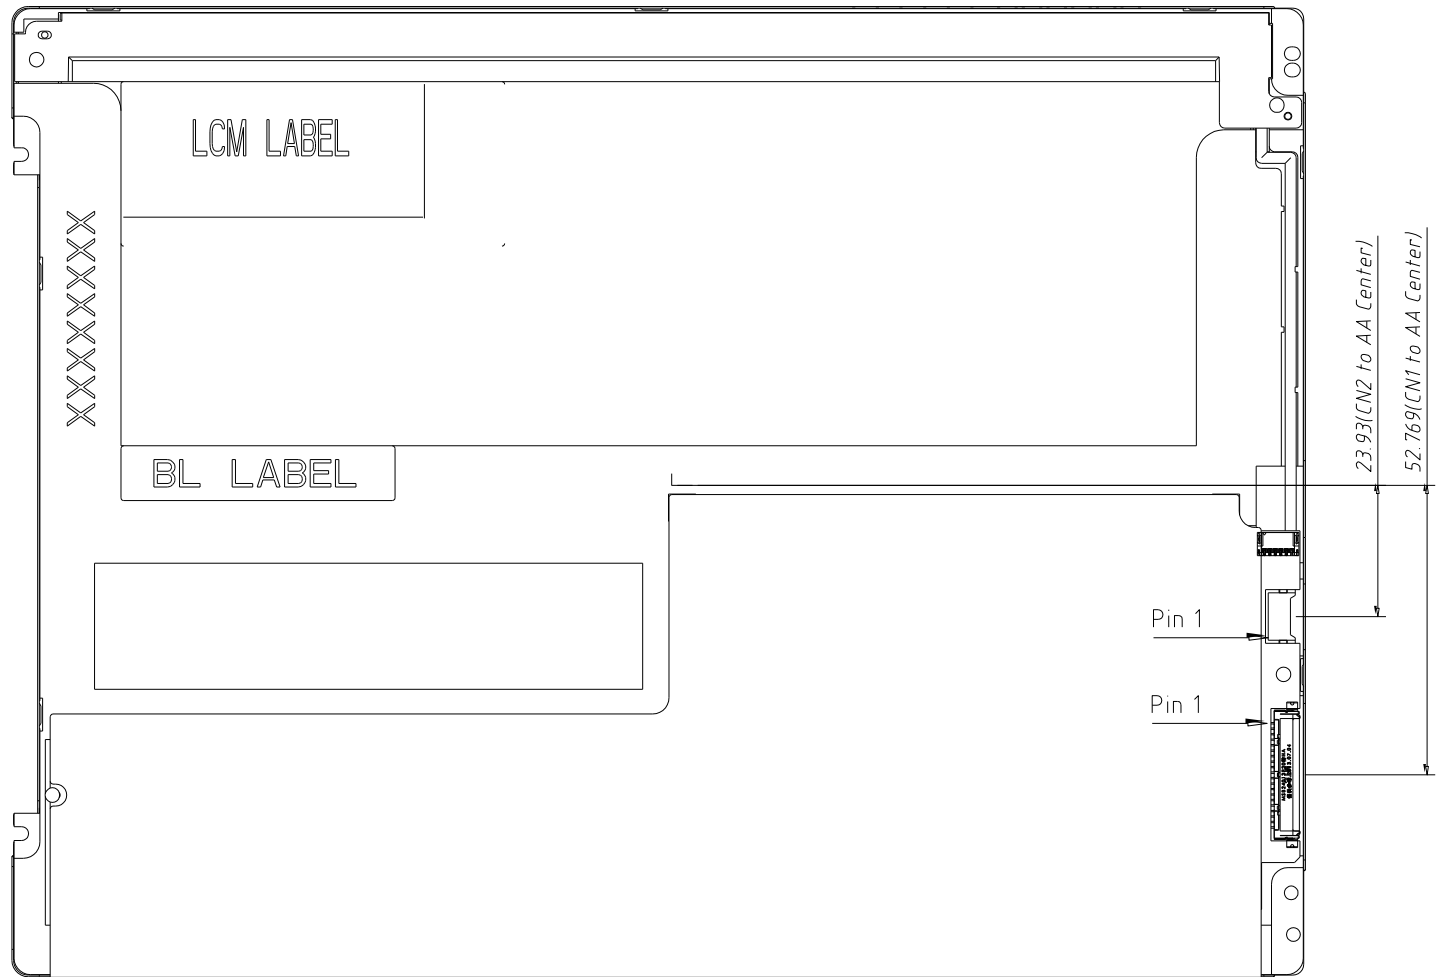 LCM LABEL
XXXXXXXX
23.93(CN2 to AA Center)
52.769(CN1 to AA Center)
BL LABEL
Pin 1
Pin 1